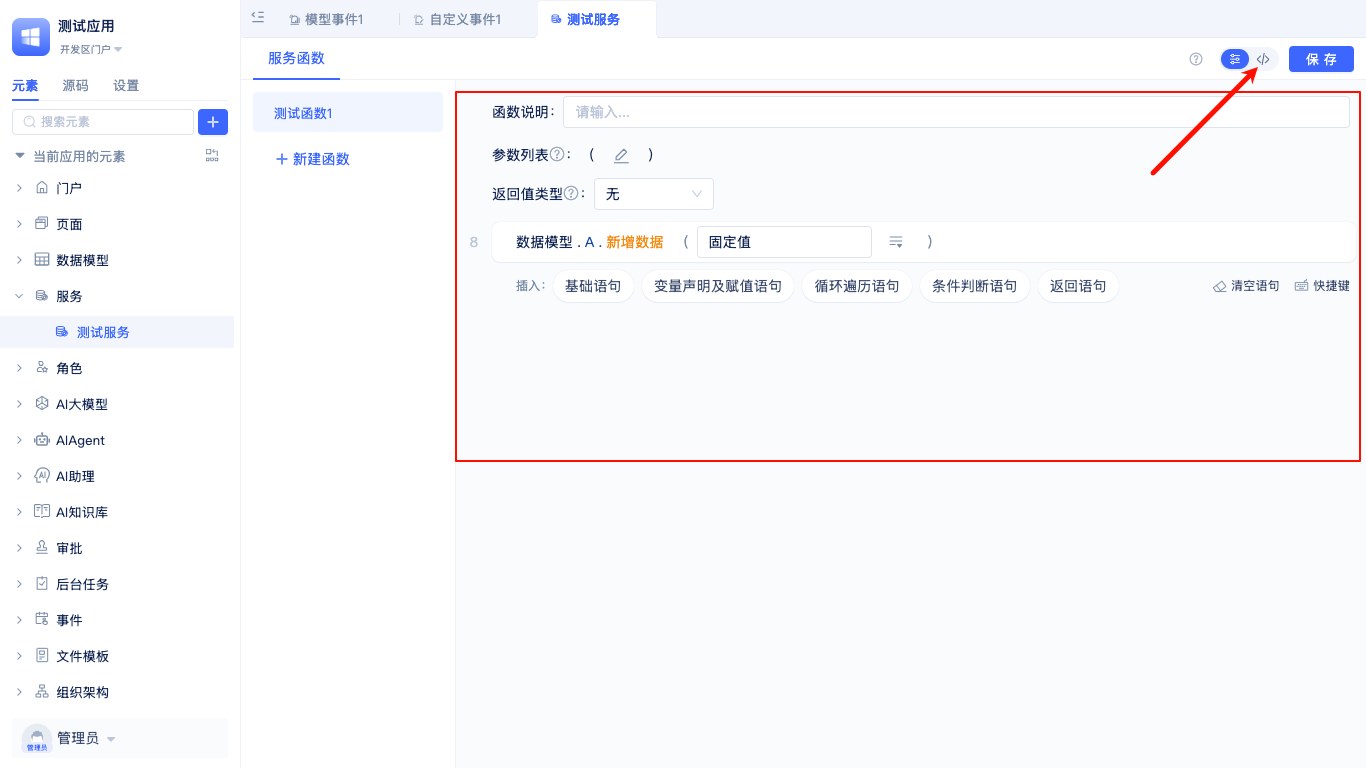 测试应用
开发区门户
元素 源码 设置
搜索元素
当前应用的元素
门户
页面
数据模型
服务
测试服务
角色
AI大模型
AIAgent
AI助理
AI知识库
审批
后台任务
事件
文件模板
组织架构
管理员
管理员
模型事件1 自定义事件1 测试服务
服务函数
保 存
测试函数1
新建函数
函数说明: 请输入...
参数列表: ( )
返回值类型: 无
8 数据模型 . A . 新增数据 ( 固定值 )
插入: 基础语句 变量声明及赋值语句 循环遍历语句 条件判断语句 返回语句 清空语句 快捷键